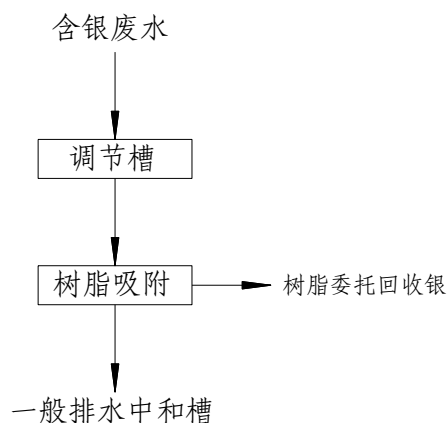 含银废水
调节槽
树脂吸附
树脂委托回收银
一般排水中和槽